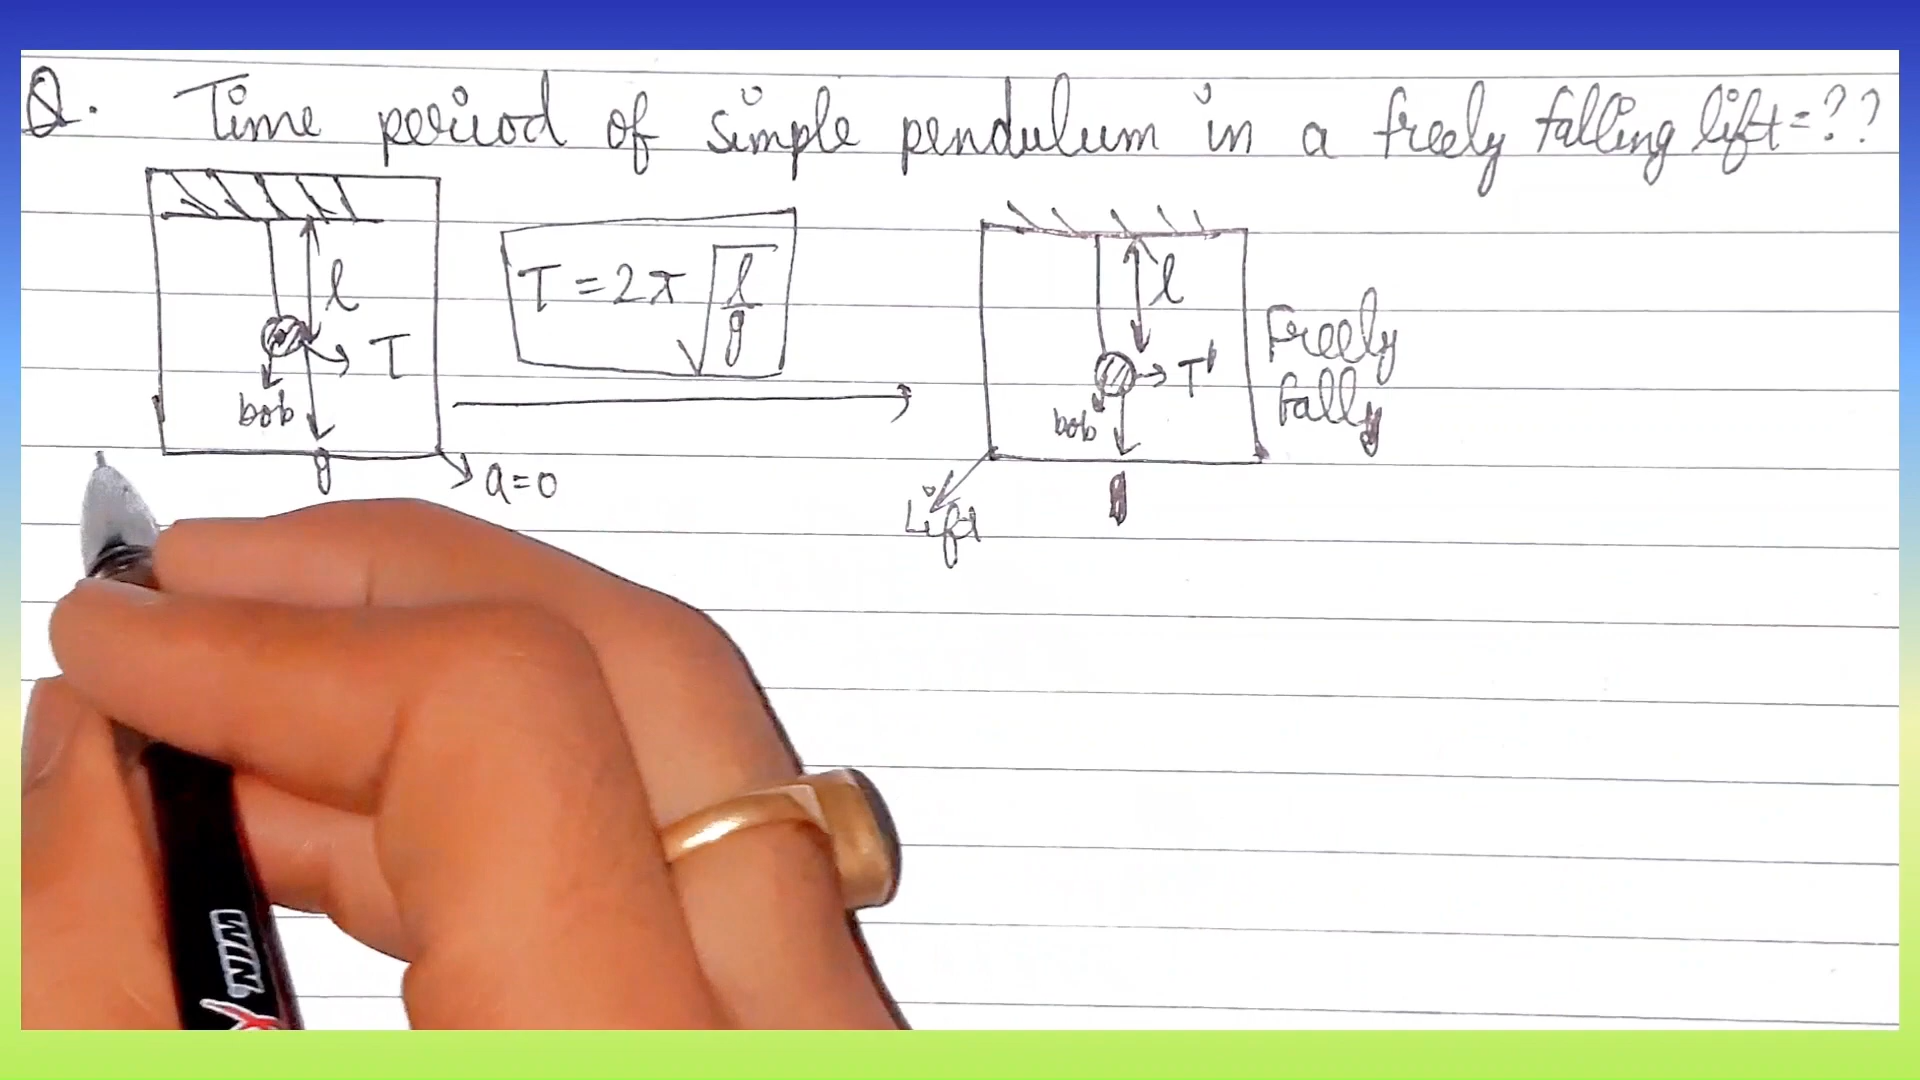 Q. Time period of simple pendulum in a freely falling lift=??
l
T
bob
g
a=0
T = 2π √l/g
l
T'
bob
g
Lift
Freely
fally
WIN